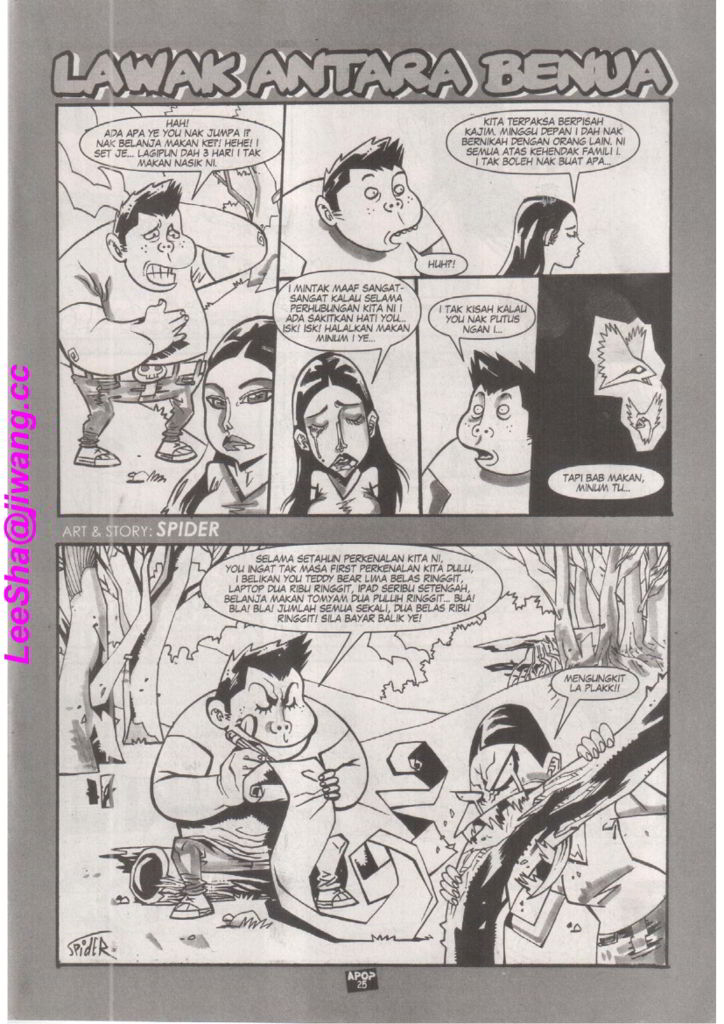 LAWAK ANTARA BENUA
HAH!
ADA APA YE YOU NAK JUMPA I?
NAK BELANJA MAKAN KE? HEHE! I
SET JE... LAGIPUN DAH 3 HARI I TAK
MAKAN NASIK NI.
KITA TERPAKSA BERPISAH
KAJIM. MINGGU DEPAN I DAH NAK
BERNIKAH DENGAN ORANG LAIN. NI
SEMUA ATAS KEHENDAK FAMILI I.
I TAK BOLEH NAK BUAT APA...
HUH?!
I MINTAK MAAF SANGAT-
SANGAT KALAU SELAMA
PERHUBUNGAN KITA NI I
ADA SAKITKAN HATI YOU...
ISK! ISK! HALALKAN MAKAN
MINUM I YE...
I TAK KISAH KALAU
YOU NAK PUTUS
NGAN I...
TAPI BAB MAKAN,
MINUM TU...
ART & STORY: SPIDER
SELAMA SETAHUN PERKENALAN KITA NI,
YOU INGAT TAK MASA FIRST PERKENALAN KITA DULU,
I BELIKAN YOU TEDDY BEAR LIMA BELAS RINGGIT,
LAPTOP DUA RIBU RINGGIT, IPAD SERIBU SETENGAH,
BELANJA MAKAN TOMYAM DUA PULUH RINGGIT... BLA!
BLA! BLA! JUMLAH SEMUA SEKALI, DUA BELAS RIBU
RINGGIT! SILA BAYAR BALIK YE!
MENGUNGKIT
LA PLAKK!!
SPIDER
APOP
25
LeeSha@jiwang.cc